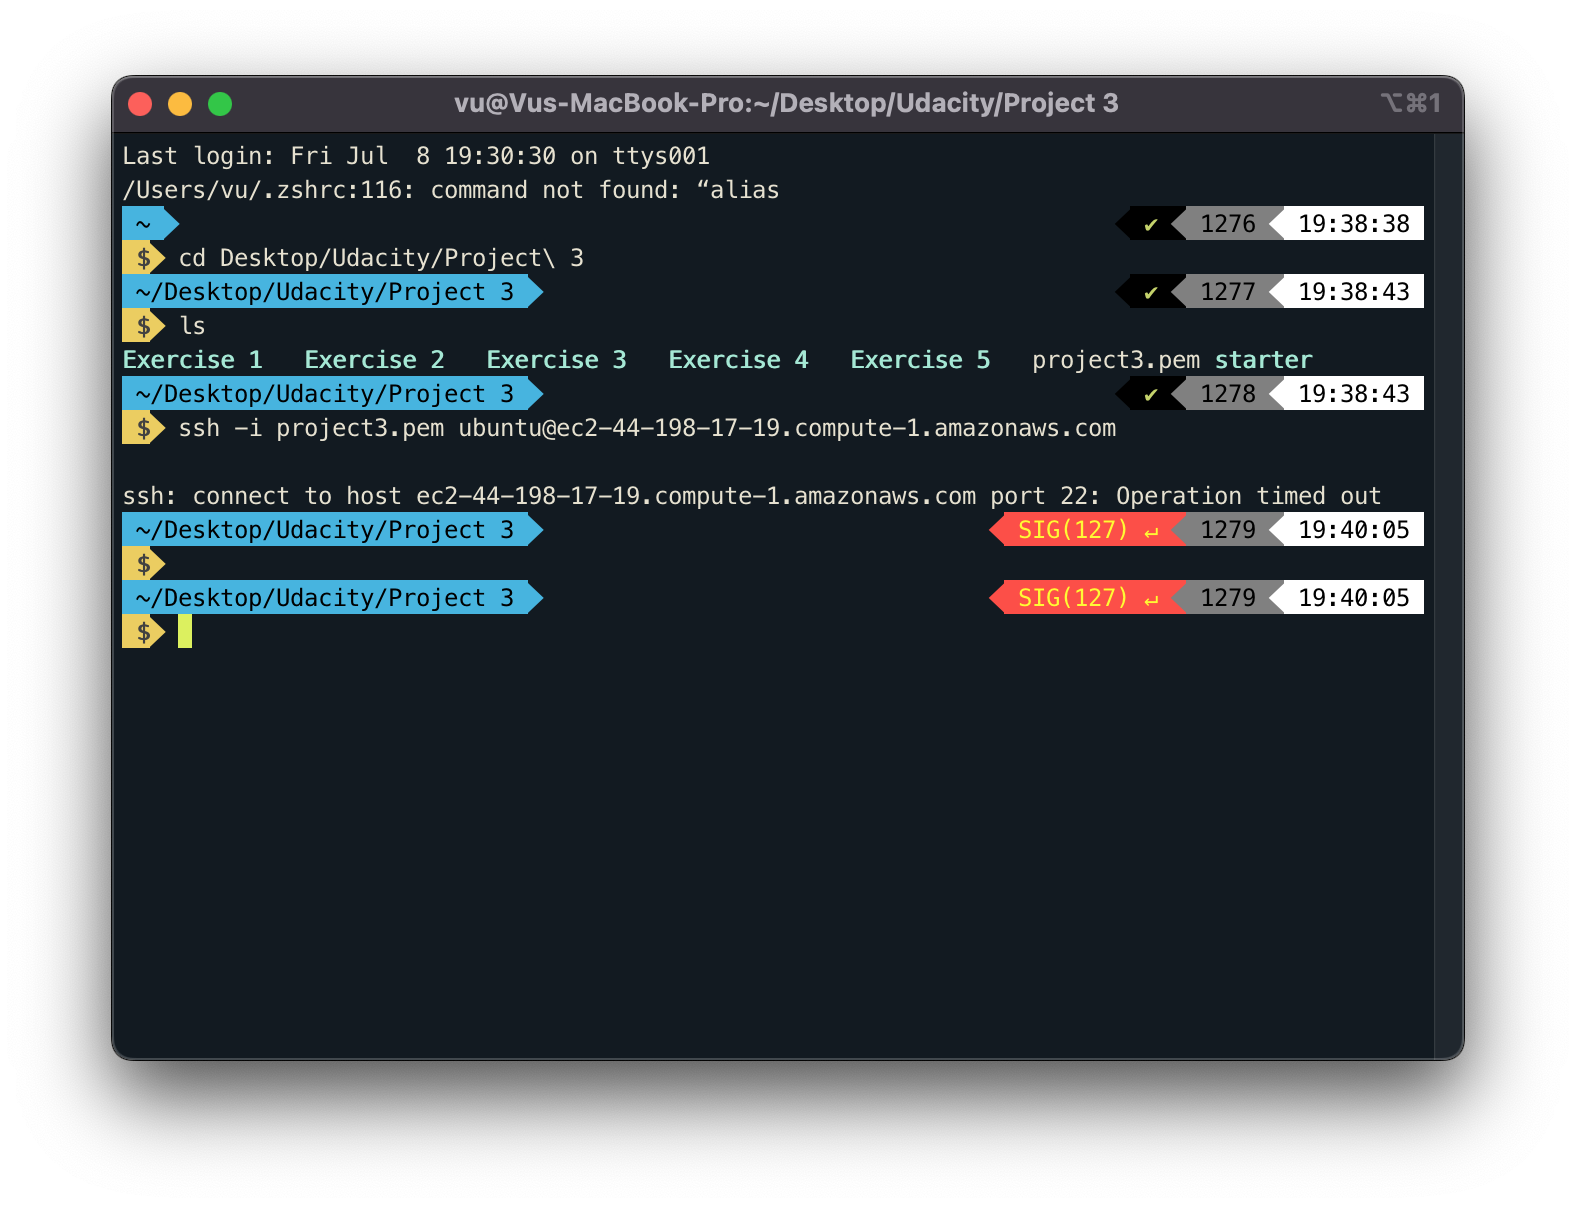 vu@Vus-MacBook-Pro:~/Desktop/Udacity/Project 3 ⌥⌘1
Last login: Fri Jul  8 19:30:30 on ttys001
/Users/vu/.zshrc:116: command not found: “alias
~ ✔ 1276 19:38:38
$ cd Desktop/Udacity/Project\ 3
~/Desktop/Udacity/Project 3 ✔ 1277 19:38:43
$ ls
Exercise 1   Exercise 2   Exercise 3   Exercise 4   Exercise 5   project3.pem starter
~/Desktop/Udacity/Project 3 ✔ 1278 19:38:43
$ ssh -i project3.pem ubuntu@ec2-44-198-17-19.compute-1.amazonaws.com
ssh: connect to host ec2-44-198-17-19.compute-1.amazonaws.com port 22: Operation timed out
~/Desktop/Udacity/Project 3 SIG(127) ↵ 1279 19:40:05
$
~/Desktop/Udacity/Project 3 SIG(127) ↵ 1279 19:40:05
$